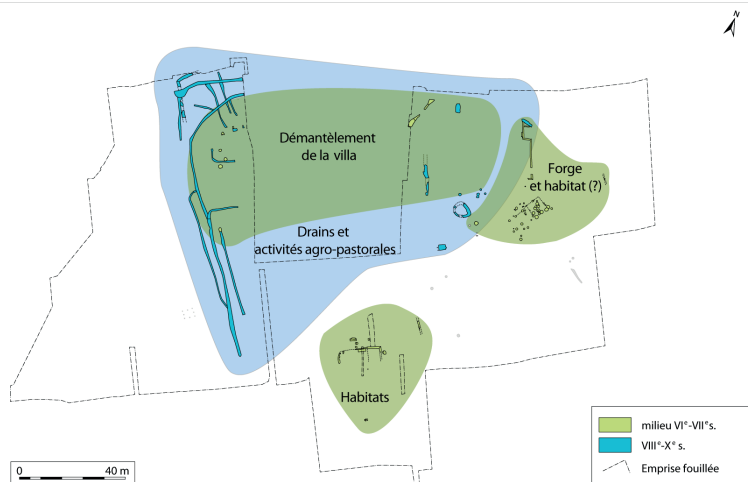 N
Démantèlement
de la villa
Forge
et habitat (?)
Drains et
activités agro-pastorales
Habitats
milieu VIᵉ-VIIᵉs.
VIIIᵉ-Xᵉ s.
Emprise fouillée
0 40 m